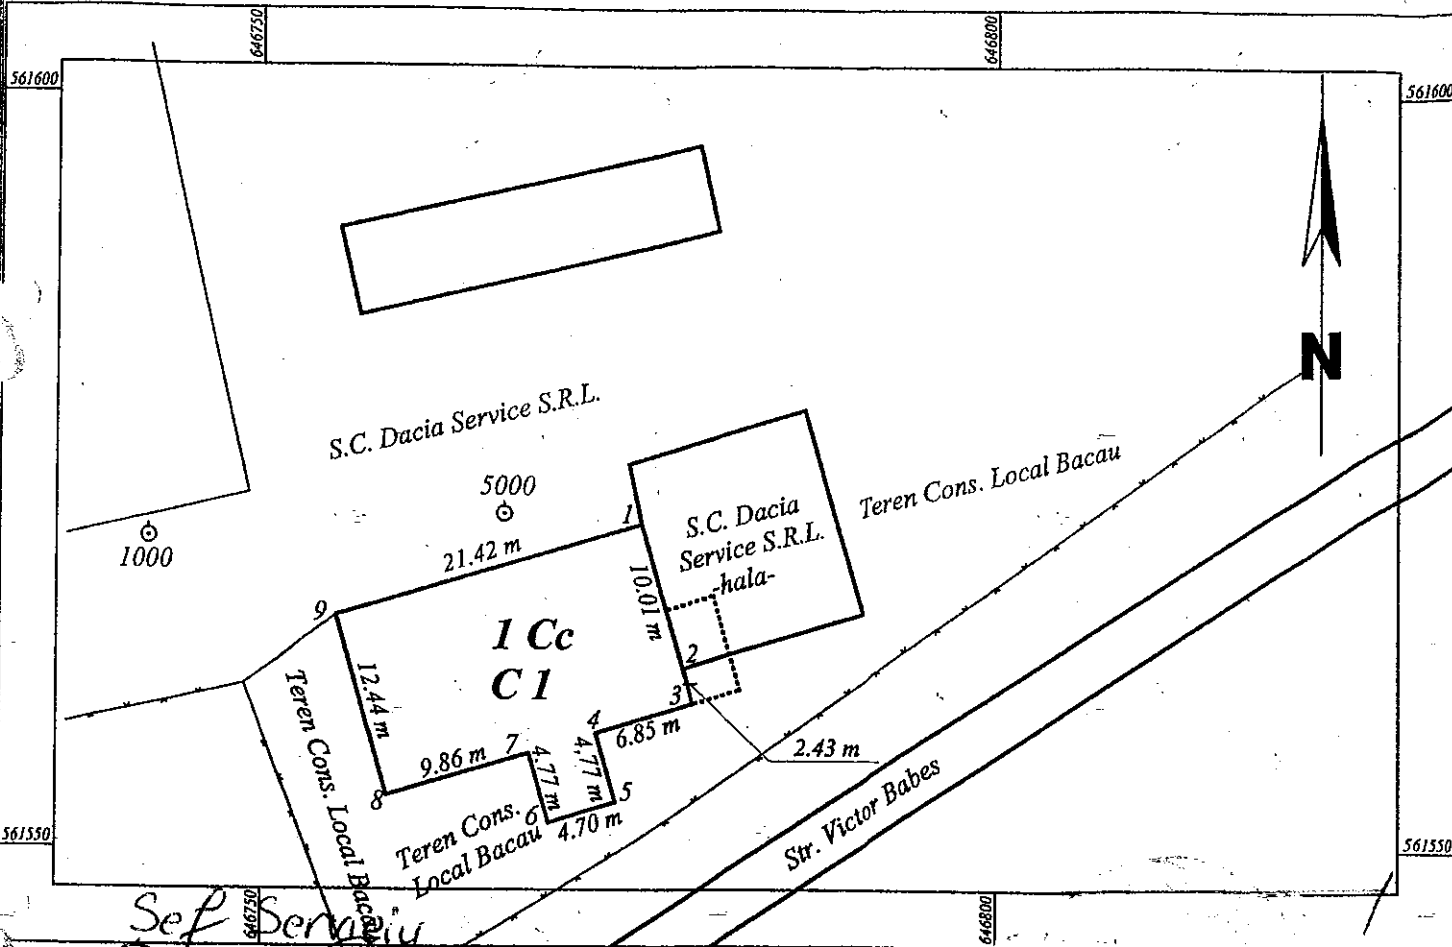 646750
646800
561600
561600
N
S.C. Dacia Service S.R.L.
5000
1000
1
21.42 m
S.C. Dacia
Service S.R.L.
-hala-
Teren Cons. Local Bacau
10.01 m
9
1 Cc
C 1
2
3
12.44 m
Teren Cons. Local Bacau
4
6.85 m
2.43 m
7
9.86 m
4.77 m
4,77 m
8
5
6
4.70 m
Teren Cons.
Local Bacau
Str. Victor Babes
561550
561550
646750
646800
Sef Serviciu